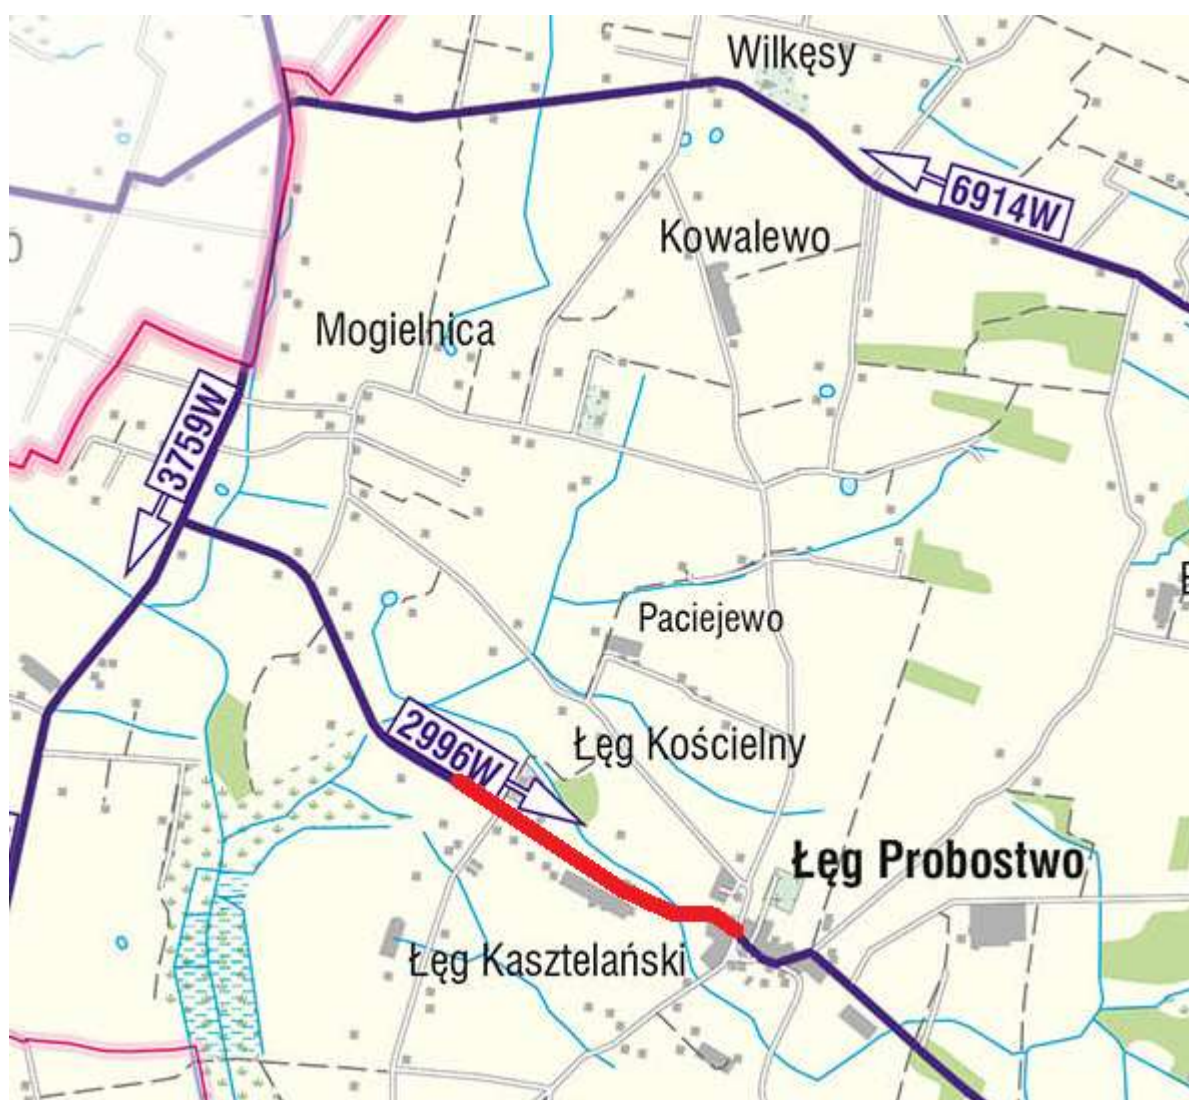 Wilkęsy
6914W
Kowalewo
Mogielnica
3759W
Paciejewo
2996W
Łęg Kościelny
Łęg Probostwo
Łęg Kasztelański